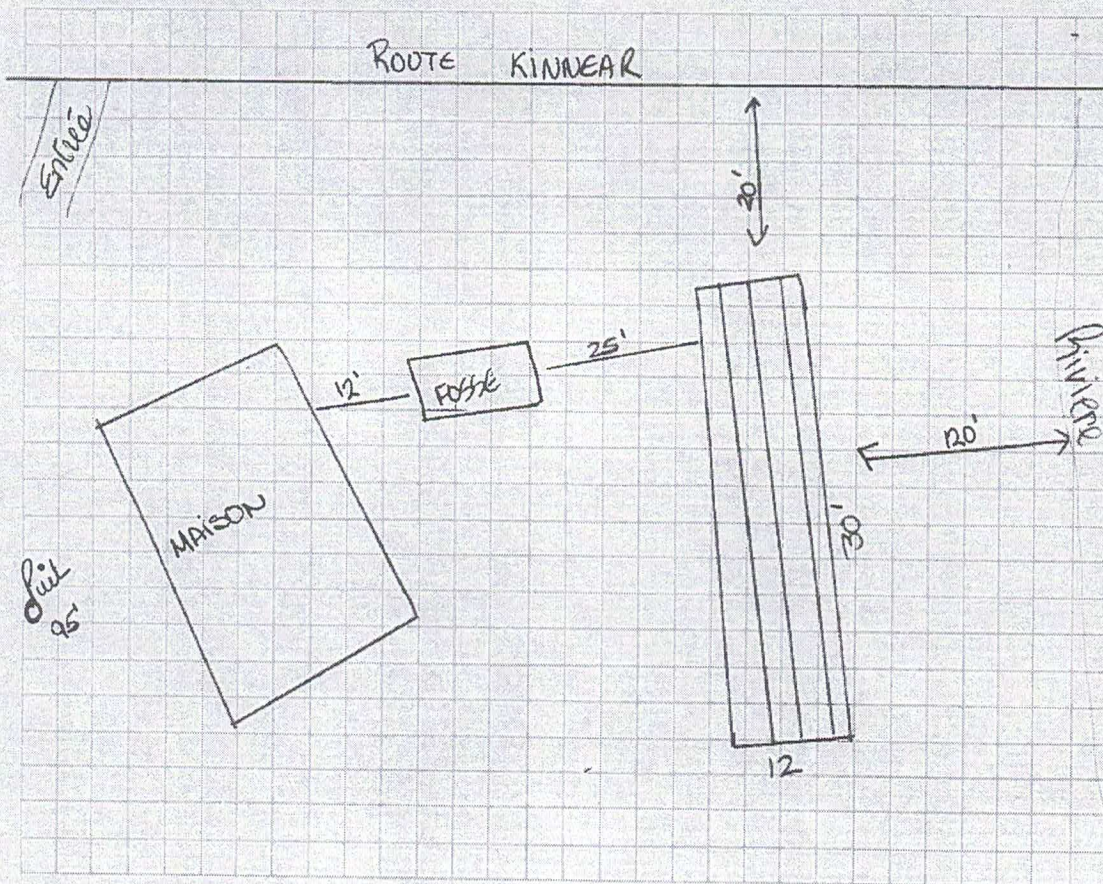 ROUTE KINNEAR
Entrée
20'
25'
12'
FOSSE
Rivière
120'
MAISON
30'
Puit
95'
12